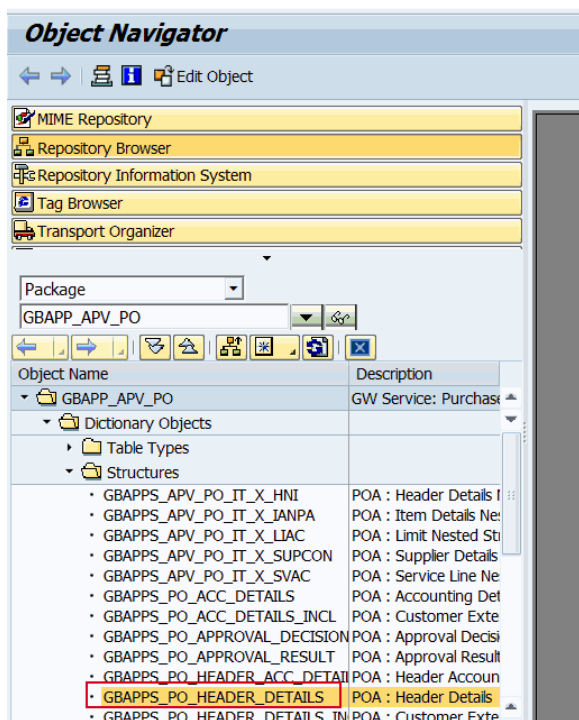 Object Navigator
Edit Object
MIME Repository
Repository Browser
Repository Information System
Tag Browser
Transport Organizer
Package
GBAPP_APV_PO
Object Name Description
GBAPP_APV_PO GW Service: Purchase
Dictionary Objects
Table Types
Structures
GBAPPS_APV_PO_IT_X_HNI POA : Header Details
GBAPPS_APV_PO_IT_X_IANPA POA : Item Details Nes
GBAPPS_APV_PO_IT_X_LIAC POA : Limit Nested Str
GBAPPS_APV_PO_IT_X_SUPCON POA : Supplier Details
GBAPPS_APV_PO_IT_X_SVAC POA : Service Line Ne
GBAPPS_PO_ACC_DETAILS POA : Accounting Det
GBAPPS_PO_ACC_DETAILS_INCL POA : Customer Exte
GBAPPS_PO_APPROVAL_DECISION POA : Approval Decisi
GBAPPS_PO_APPROVAL_RESULT POA : Approval Result
GBAPPS_PO_HEADER_ACC_DETAIL POA : Header Accoun
GBAPPS_PO_HEADER_DETAILS POA : Header Details
GBAPPS_PO_HEADER_DETAILS_IN POA : Customer Exte